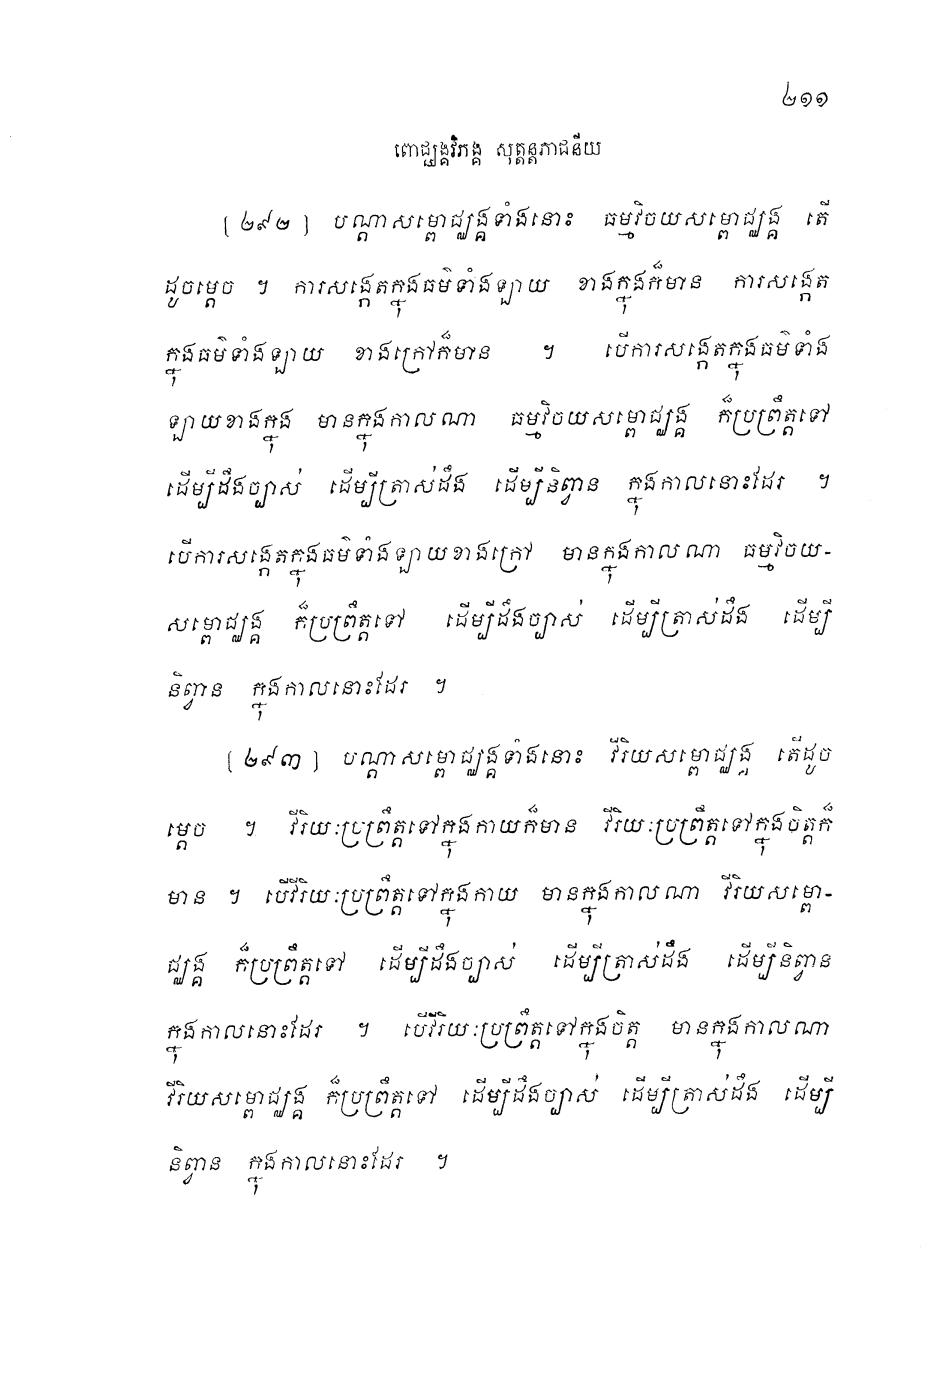 ២១១
ពោជ្ឈង្គវិភង្គ សុត្តន្តភាជនីយ
[២៩២] បណ្ដាសម្ពោជ្ឈង្គទាំងនោះ ធម្មវិចយសម្ពោជ្ឈង្គ តើ
ដូចម្ដេច ។ ការសង្កេតក្នុងធម៌ទាំងឡាយ ខាងក្នុងក៏មាន ការសង្កេត
ក្នុងធម៌ទាំងឡាយ ខាងក្រៅក៏មាន ។ បើការសង្កេតក្នុងធម៌ទាំង
ឡាយខាងក្នុង មានក្នុងកាលណា ធម្មវិចយសម្ពោជ្ឈង្គ ក៏ប្រព្រឹត្តទៅ
ដើម្បីដឹងច្បាស់ ដើម្បីត្រាស់ដឹង ដើម្បីនិព្វាន ក្នុងកាលនោះដែរ ។
បើការសង្កេតក្នុងធម៌ទាំងឡាយខាងក្រៅ មានក្នុងកាលណា ធម្មវិចយ-
សម្ពោជ្ឈង្គ ក៏ប្រព្រឹត្តទៅ ដើម្បីដឹងច្បាស់ ដើម្បីត្រាស់ដឹង ដើម្បី
និព្វាន ក្នុងកាលនោះដែរ ។
[២៩៣] បណ្ដាសម្ពោជ្ឈង្គទាំងនោះ វីរិយសម្ពោជ្ឈង្គ តើដូច
ម្ដេច ។ វីរិយៈប្រព្រឹត្តទៅក្នុងកាយក៏មាន វីរិយៈប្រព្រឹត្តទៅក្នុងចិត្តក៏
មាន ។ បើវីរិយៈប្រព្រឹត្តទៅក្នុងកាយ មានក្នុងកាលណា វីរិយសម្ពោ-
ជ្ឈង្គ ក៏ប្រព្រឹត្តទៅ ដើម្បីដឹងច្បាស់ ដើម្បីត្រាស់ដឹង ដើម្បីនិព្វាន
ក្នុងកាលនោះដែរ ។ បើវីរិយៈប្រព្រឹត្តទៅក្នុងចិត្ត មានក្នុងកាលណា
វីរិយសម្ពោជ្ឈង្គ ក៏ប្រព្រឹត្តទៅ ដើម្បីដឹងច្បាស់ ដើម្បីត្រាស់ដឹង ដើម្បី
និព្វាន ក្នុងកាលនោះដែរ ។